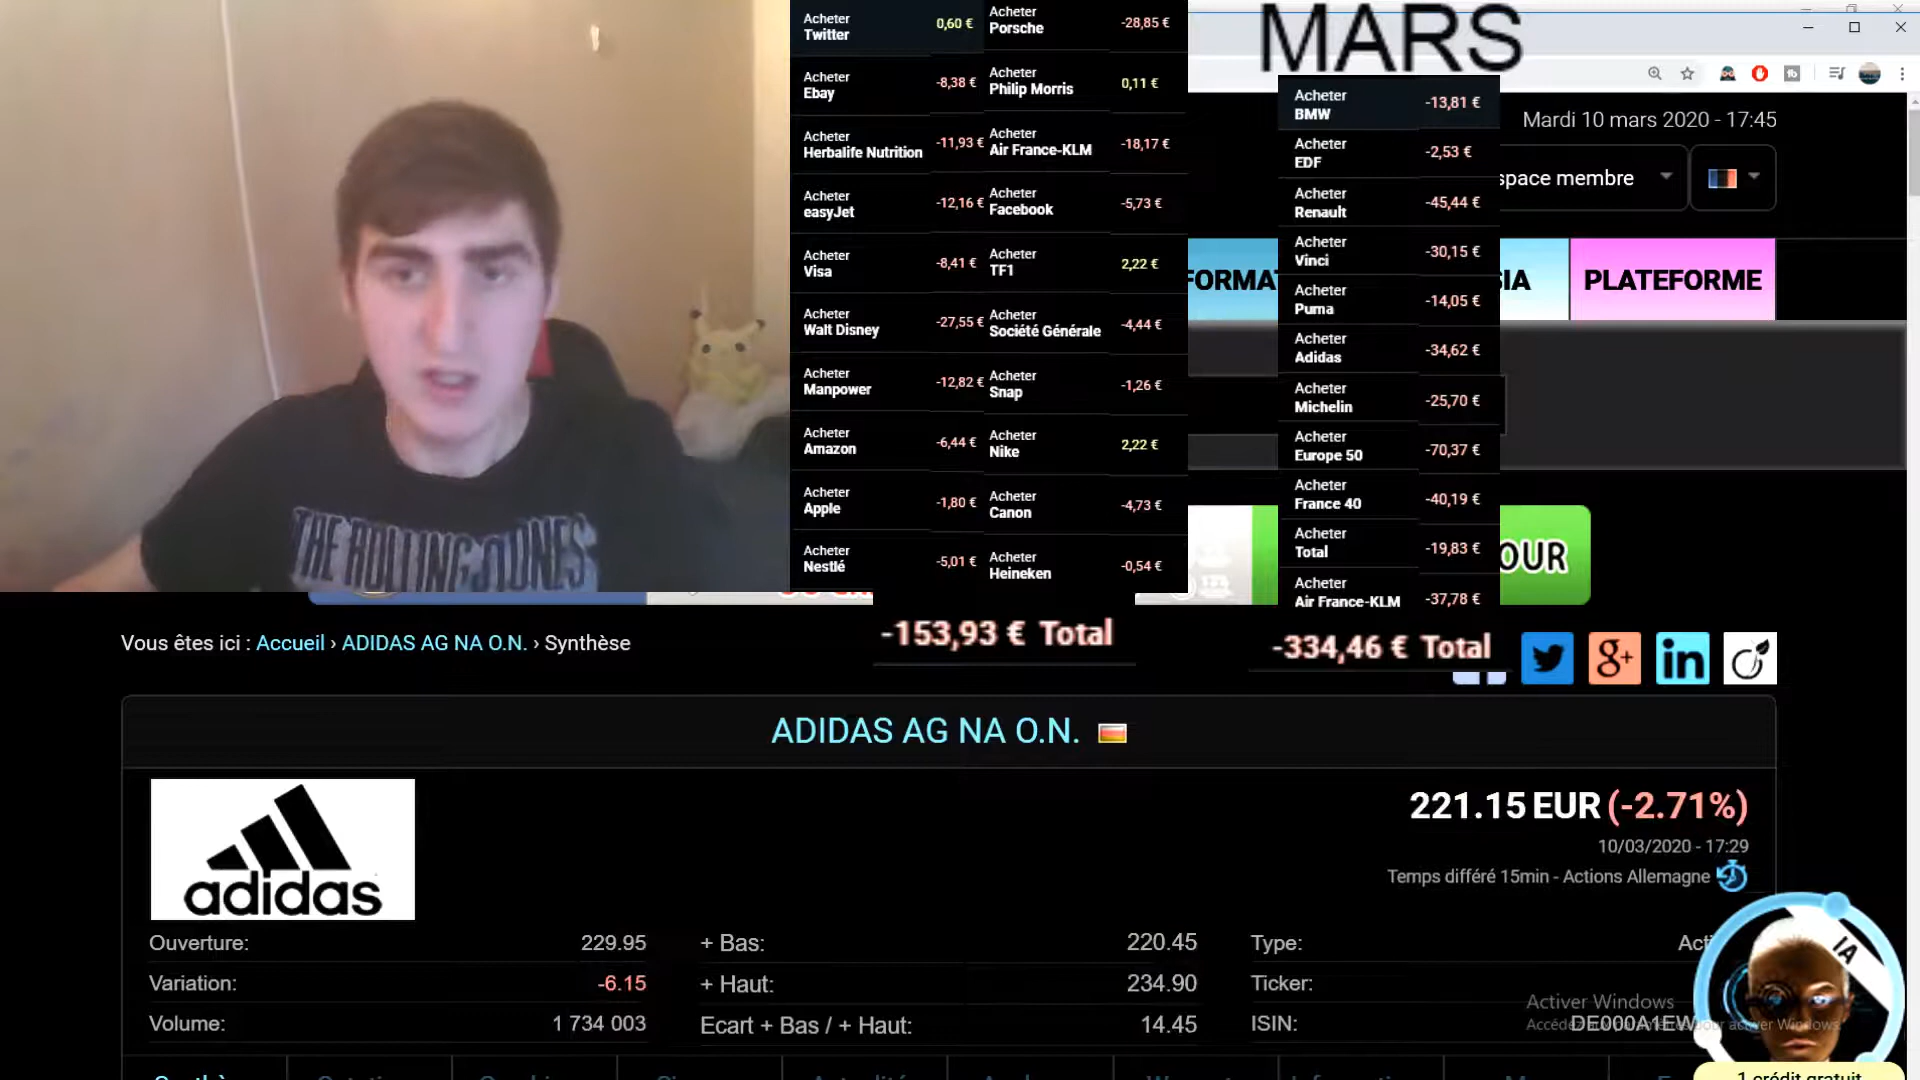 Acheter
Twitter
0,60 €
Acheter
Ebay
-8,38 €
Acheter
Herbalife Nutrition
-11,93 €
Acheter
easyJet
-12,16 €
Acheter
Visa
-8,41 €
Acheter
Walt Disney
-27,55 €
Acheter
Manpower
-12,82 €
Acheter
Amazon
-6,44 €
Acheter
Apple
-1,80 €
Acheter
Nestlé
-5,01 €
Acheter
Porsche
-28,85 €
Acheter
Philip Morris
0,11 €
Acheter
Air France-KLM
-18,17 €
Acheter
Facebook
-5,73 €
Acheter
TF1
2,22 €
Acheter
Société Générale
-4,44 €
Acheter
Snap
-1,26 €
Acheter
Nike
2,22 €
Acheter
Canon
-4,73 €
Acheter
Heineken
-0,54 €
-153,93 € Total
MARS
Acheter
BMW
-13,81 €
Acheter
EDF
-2,53 €
Acheter
Renault
-45,44 €
Acheter
Vinci
-30,15 €
Acheter
Puma
-14,05 €
Acheter
Adidas
-34,62 €
Acheter
Michelin
-25,70 €
Acheter
Europe 50
-70,37 €
Acheter
France 40
-40,19 €
Acheter
Total
-19,83 €
Acheter
Air France-KLM
-37,78 €
-334,46 € Total
Mardi 10 mars 2020 - 17:45
space membre
FORMA
IA
PLATEFORME
OUR
THE ROLLING STONES
Vous êtes ici : Accueil › ADIDAS AG NA O.N. › Synthèse
g+
in
ADIDAS AG NA O.N.
adidas
221.15 EUR (-2.71%)
10/03/2020 - 17:29
Temps différé 15min - Actions Allemagne
Ouverture: 229.95
+ Bas: 220.45
Type: Acti
Variation: -6.15
+ Haut: 234.90
Ticker:
Volume: 1 734 003
Ecart + Bas / + Haut: 14.45
ISIN: DE000A1EW
Activer Windows
IA
1 crédit gratuit